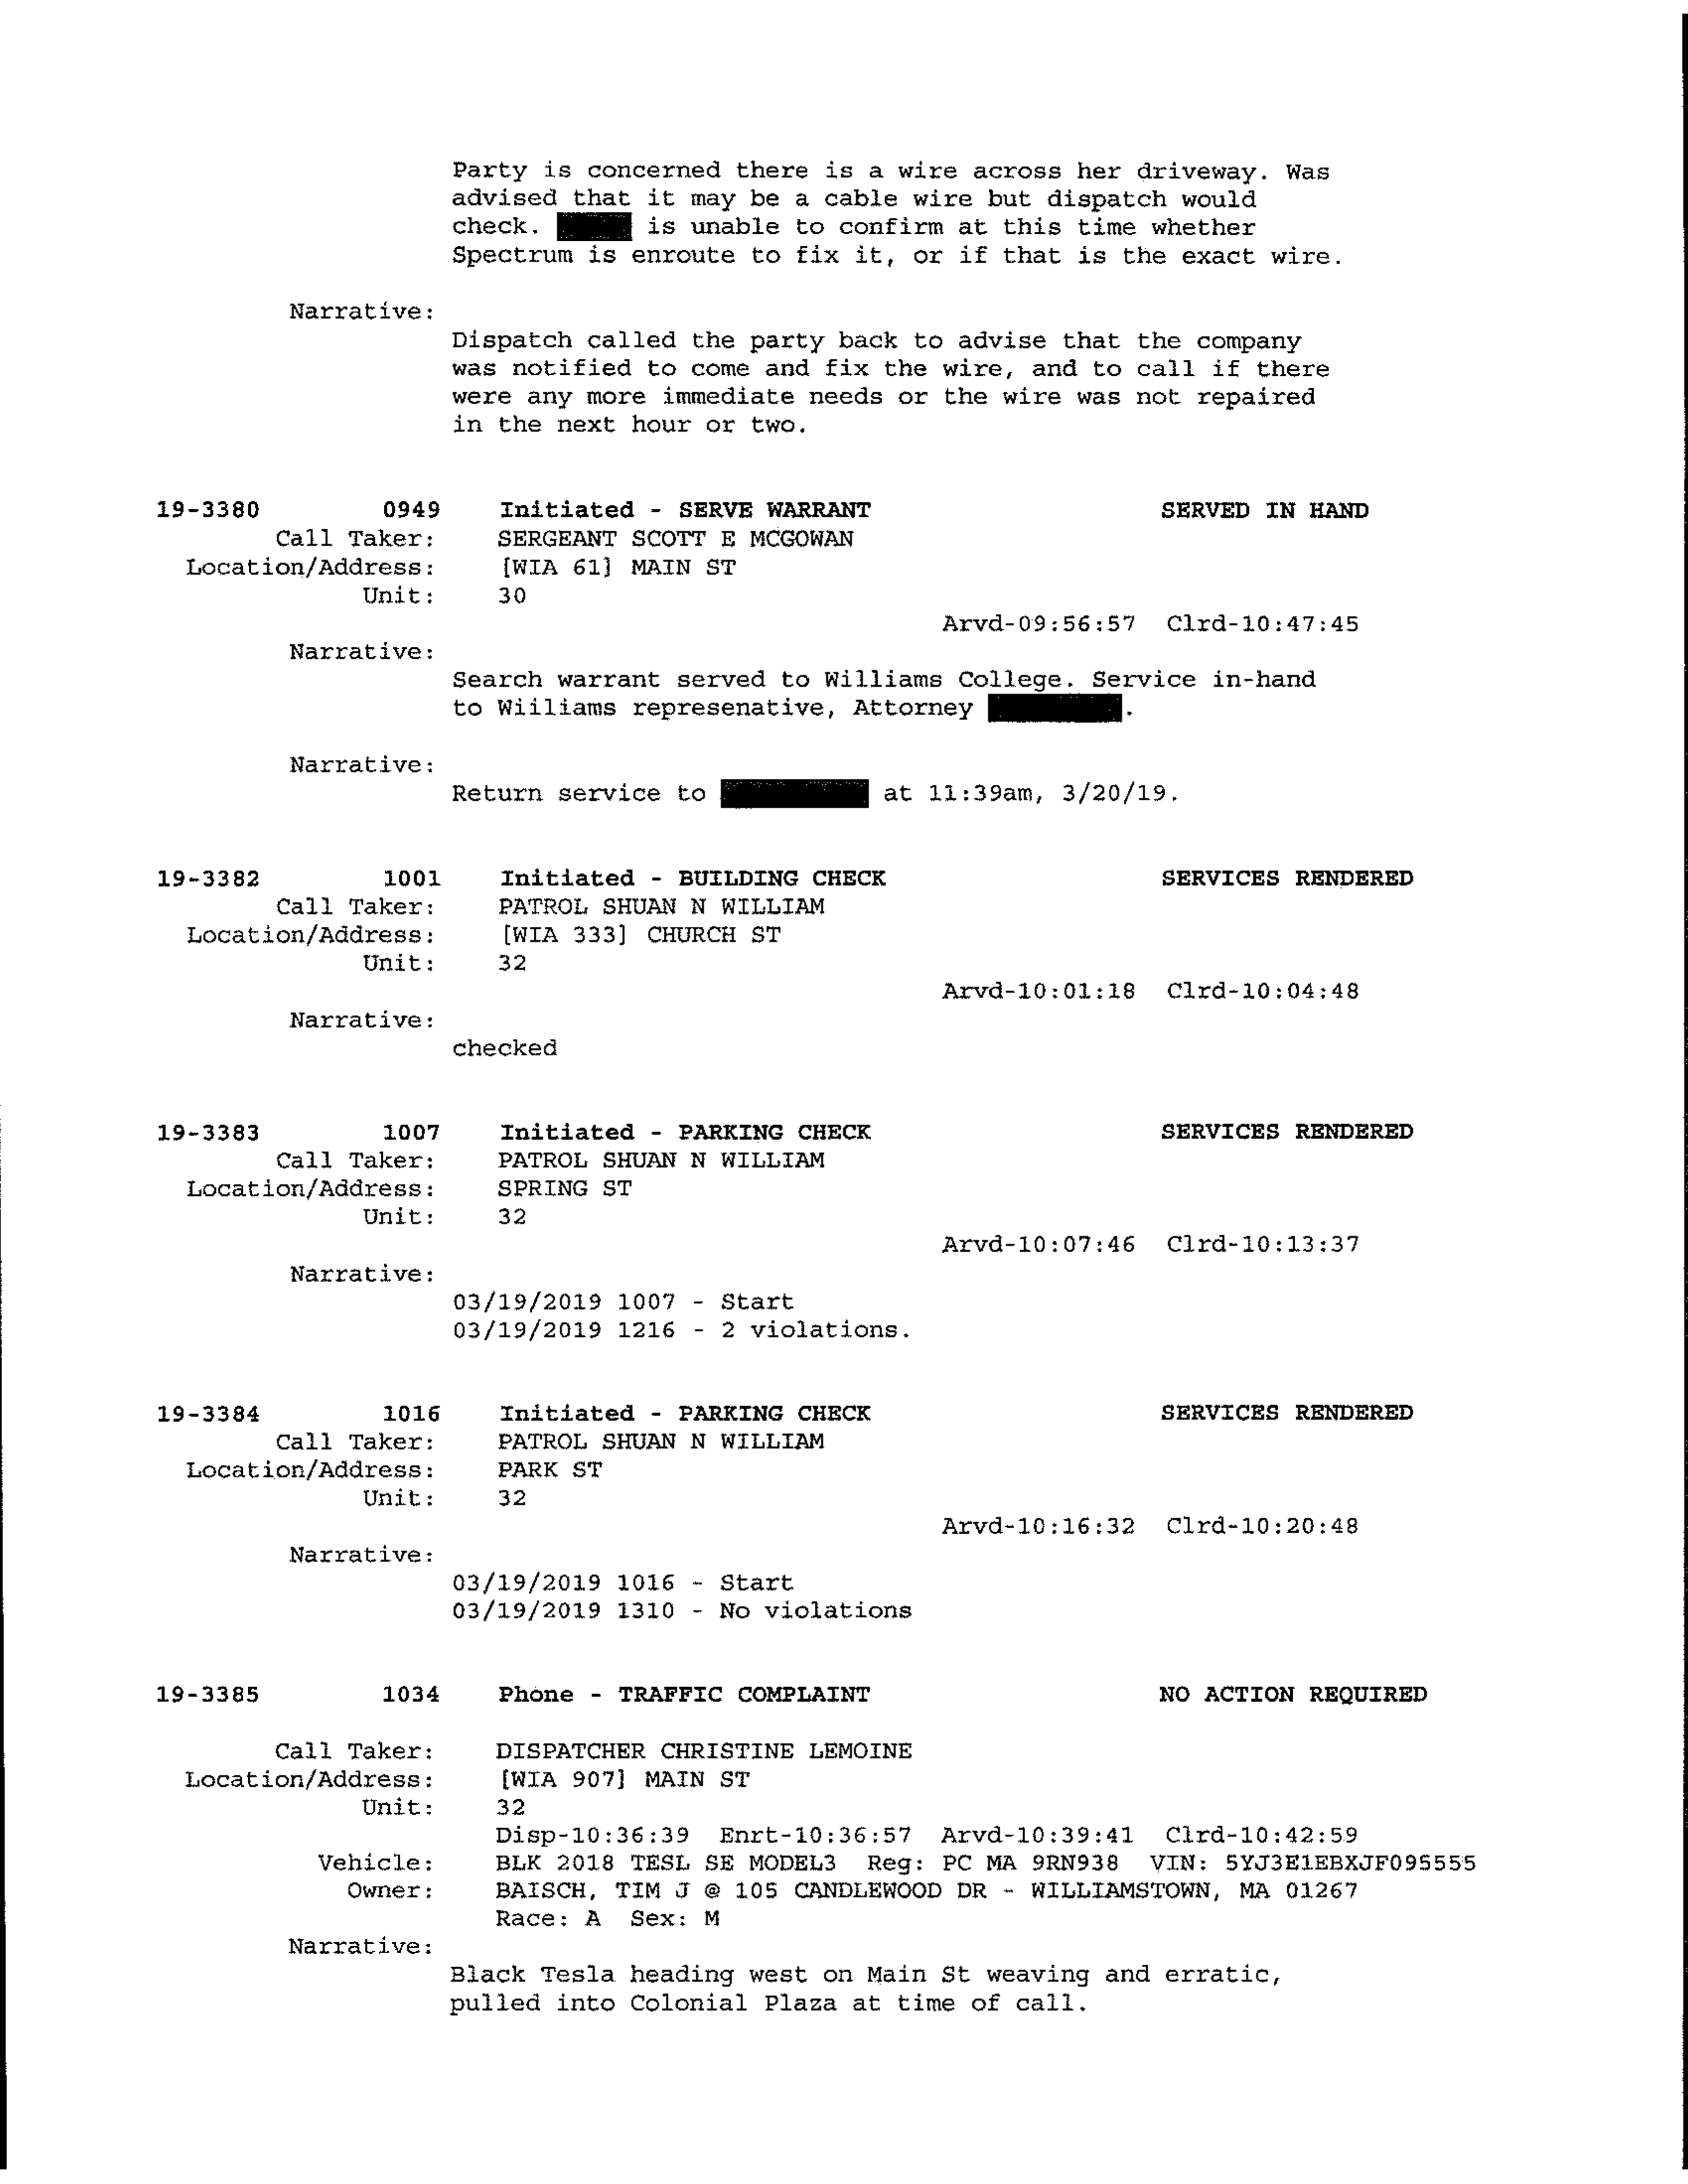 Party is concerned there is a wire across her driveway. Was
advised that it may be a cable wire but dispatch would
check. is unable to confirm at this time whether
Spectrum is enroute to fix it, or if that is the exact wire.
Narrative:
Dispatch called the party back to advise that the company
was notified to come and fix the wire, and to call if there
were any more immediate needs or the wire was not repaired
in the next hour or two.
19-3380 0949 Initiated - SERVE WARRANT SERVED IN HAND
Call Taker: SERGEANT SCOTT E MCGOWAN
Location/Address: [WIA 61] MAIN ST
Unit: 30
Arvd-09:56:57 Clrd-10:47:45
Narrative:
Search warrant served to Williams College. Service in-hand
to Wiiliams represenative, Attorney .
Narrative:
Return service to at 11:39am, 3/20/19.
19-3382 1001 Initiated - BUILDING CHECK SERVICES RENDERED
Call Taker: PATROL SHUAN N WILLIAM
Location/Address: [WIA 333] CHURCH ST
Unit: 32
Arvd-10:01:18 Clrd-10:04:48
Narrative:
checked
19-3383 1007 Initiated - PARKING CHECK SERVICES RENDERED
Call Taker: PATROL SHUAN N WILLIAM
Location/Address: SPRING ST
Unit: 32
Arvd-10:07:46 Clrd-10:13:37
Narrative:
03/19/2019 1007 - Start
03/19/2019 1216 - 2 violations.
19-3384 1016 Initiated - PARKING CHECK SERVICES RENDERED
Call Taker: PATROL SHUAN N WILLIAM
Location/Address: PARK ST
Unit: 32
Arvd-10:16:32 Clrd-10:20:48
Narrative:
03/19/2019 1016 - Start
03/19/2019 1310 - No violations
19-3385 1034 Phone - TRAFFIC COMPLAINT NO ACTION REQUIRED
Call Taker: DISPATCHER CHRISTINE LEMOINE
Location/Address: [WIA 907] MAIN ST
Unit: 32
Disp-10:36:39 Enrt-10:36:57 Arvd-10:39:41 Clrd-10:42:59
Vehicle: BLK 2018 TESL SE MODEL3 Reg: PC MA 9RN938 VIN: 5YJ3E1EBXJF095555
Owner: BAISCH, TIM J @ 105 CANDLEWOOD DR - WILLIAMSTOWN, MA 01267
Race: A Sex: M
Narrative:
Black Tesla heading west on Main St weaving and erratic,
pulled into Colonial Plaza at time of call.